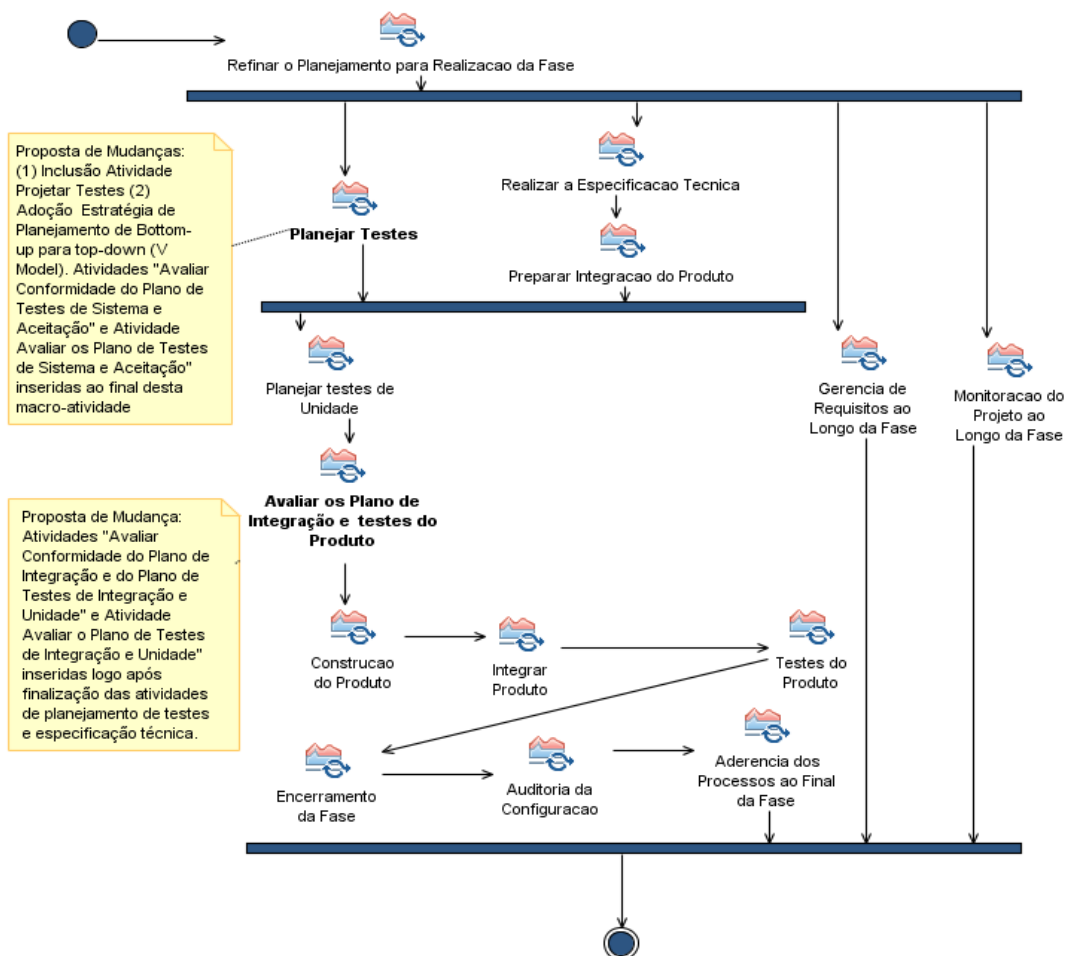 Refinar o Planejamento para Realizacao da Fase
Proposta de Mudanças:
(1) Inclusão Atividade
Projetar Testes (2)
Adoção Estratégia de
Planejamento de Bottom-
up para top-down (V
Model). Atividades "Avaliar
Conformidade do Plano de
Testes de Sistema e
Aceitação" e Atividade
Avaliar os Plano de Testes
de Sistema e Aceitação"
inseridas ao final desta
macro-atividade
Planejar Testes
Realizar a Especificacao Tecnica
Preparar Integracao do Produto
Planejar testes de
Unidade
Gerencia de
Requisitos ao
Longo da Fase
Monitoracao do
Projeto ao
Longo da Fase
Avaliar os Plano de
Integração e testes do
Produto
Proposta de Mudança:
Atividades "Avaliar
Conformidade do Plano de
Integração e do Plano de
Testes de Integração e
Unidade" e Atividade
Avaliar o Plano de Testes
de Integração e Unidade"
inseridas logo após
finalização das atividades
de planejamento de testes
e especificação técnica.
Construcao
do Produto
Integrar
Produto
Testes do
Produto
Encerramento
da Fase
Auditoria da
Configuracao
Aderencia dos
Processos ao Final
da Fase